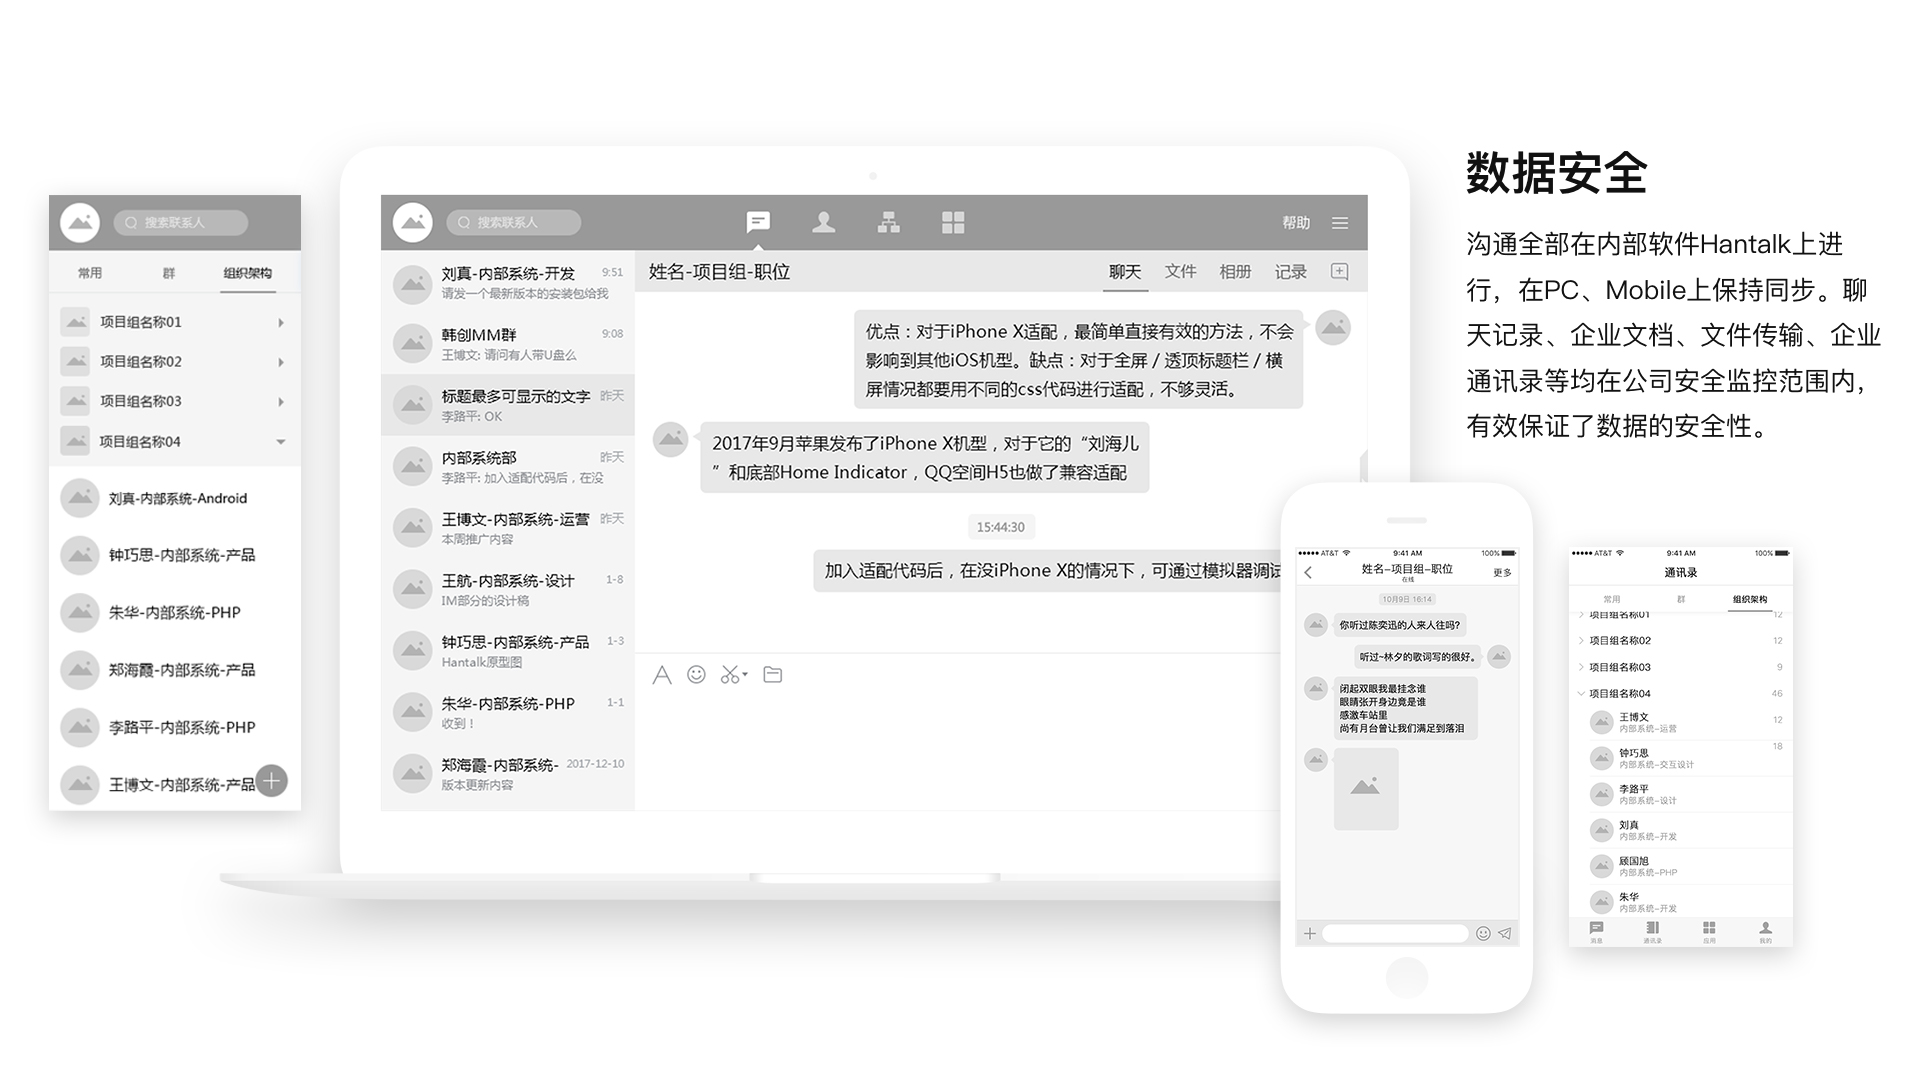 数据安全
沟通全部在内部软件Hantalk上进
行，在PC、Mobile上保持同步。聊
天记录、企业文档、文件传输、企业
通讯录等均在公司安全监控范围内，
有效保证了数据的安全性。
搜索联系人
常用 群 组织架构
项目组名称01
项目组名称02
项目组名称03
项目组名称04
刘真-内部系统-Android
钟巧思-内部系统-产品
朱华-内部系统-PHP
郑海霞-内部系统-产品
李路平-内部系统-PHP
王博文-内部系统-产品
搜索联系人
帮助
刘真-内部系统-开发 9:51
请发一个最新版本的安装包给我
韩创MM群 9:08
王博文: 请问有人带U盘么
标题最多可显示的文字 昨天
李路平: OK
内部系统部 昨天
李路平: 加入适配代码后，在没
王博文-内部系统-运营 昨天
本周推广内容
王航-内部系统-设计 1-8
IM部分的设计稿
钟巧思-内部系统-产品 1-3
Hantalk原型图
朱华-内部系统-PHP 1-1
收到！
郑海霞-内部系统- 2017-12-10
版本更新内容
姓名-项目组-职位
聊天 文件 相册 记录
优点：对于iPhone X适配，最简单直接有效的方法，不会
影响到其他iOS机型。缺点：对于全屏 / 透顶标题栏 / 横
屏情况都要用不同的css代码进行适配，不够灵活。
2017年9月苹果发布了iPhone X机型，对于它的“刘海儿
”和底部Home Indicator，QQ空间H5也做了兼容适配
15:44:30
加入适配代码后，在没iPhone X的情况下，可通过模拟器调试
AT&T 9:41 AM 100%
姓名-项目组-职位
在线
更多
10月9日 16:14
你听过陈奕迅的人来人往吗?
听过~林夕的歌词写的很好。
闭起双眼我最挂念谁
眼睛张开身边竟是谁
感激车站里
尚有月台曾让我们满足到落泪
AT&T 9:41 AM 100%
通讯录
常用 群 组织架构
项目组名称01 12
项目组名称02 12
项目组名称03 9
项目组名称04 46
王博文 12
内部系统-运营
钟巧思 18
内部系统-交互设计
李路平
内部系统-设计
刘真
内部系统-开发
顾国旭
内部系统-PHP
朱华
内部系统-开发
消息 通讯录 应用 我的